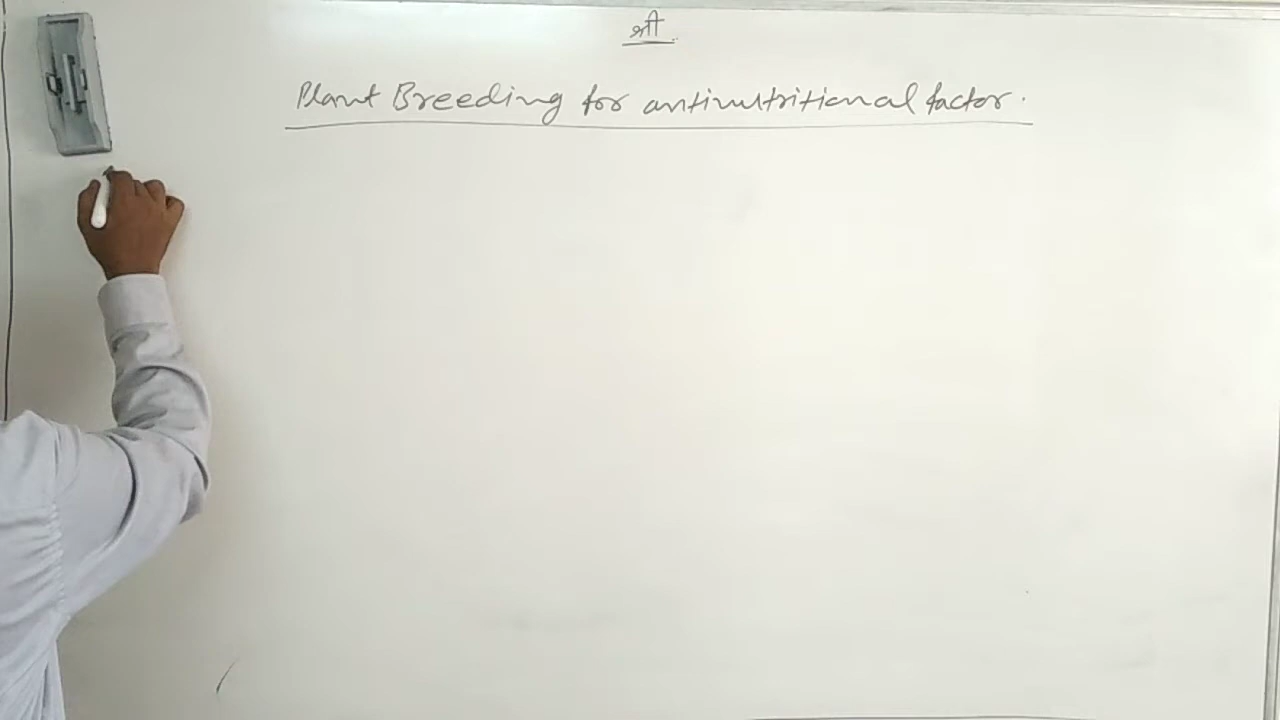 श्री
Plant Breeding for antinutritional factor.